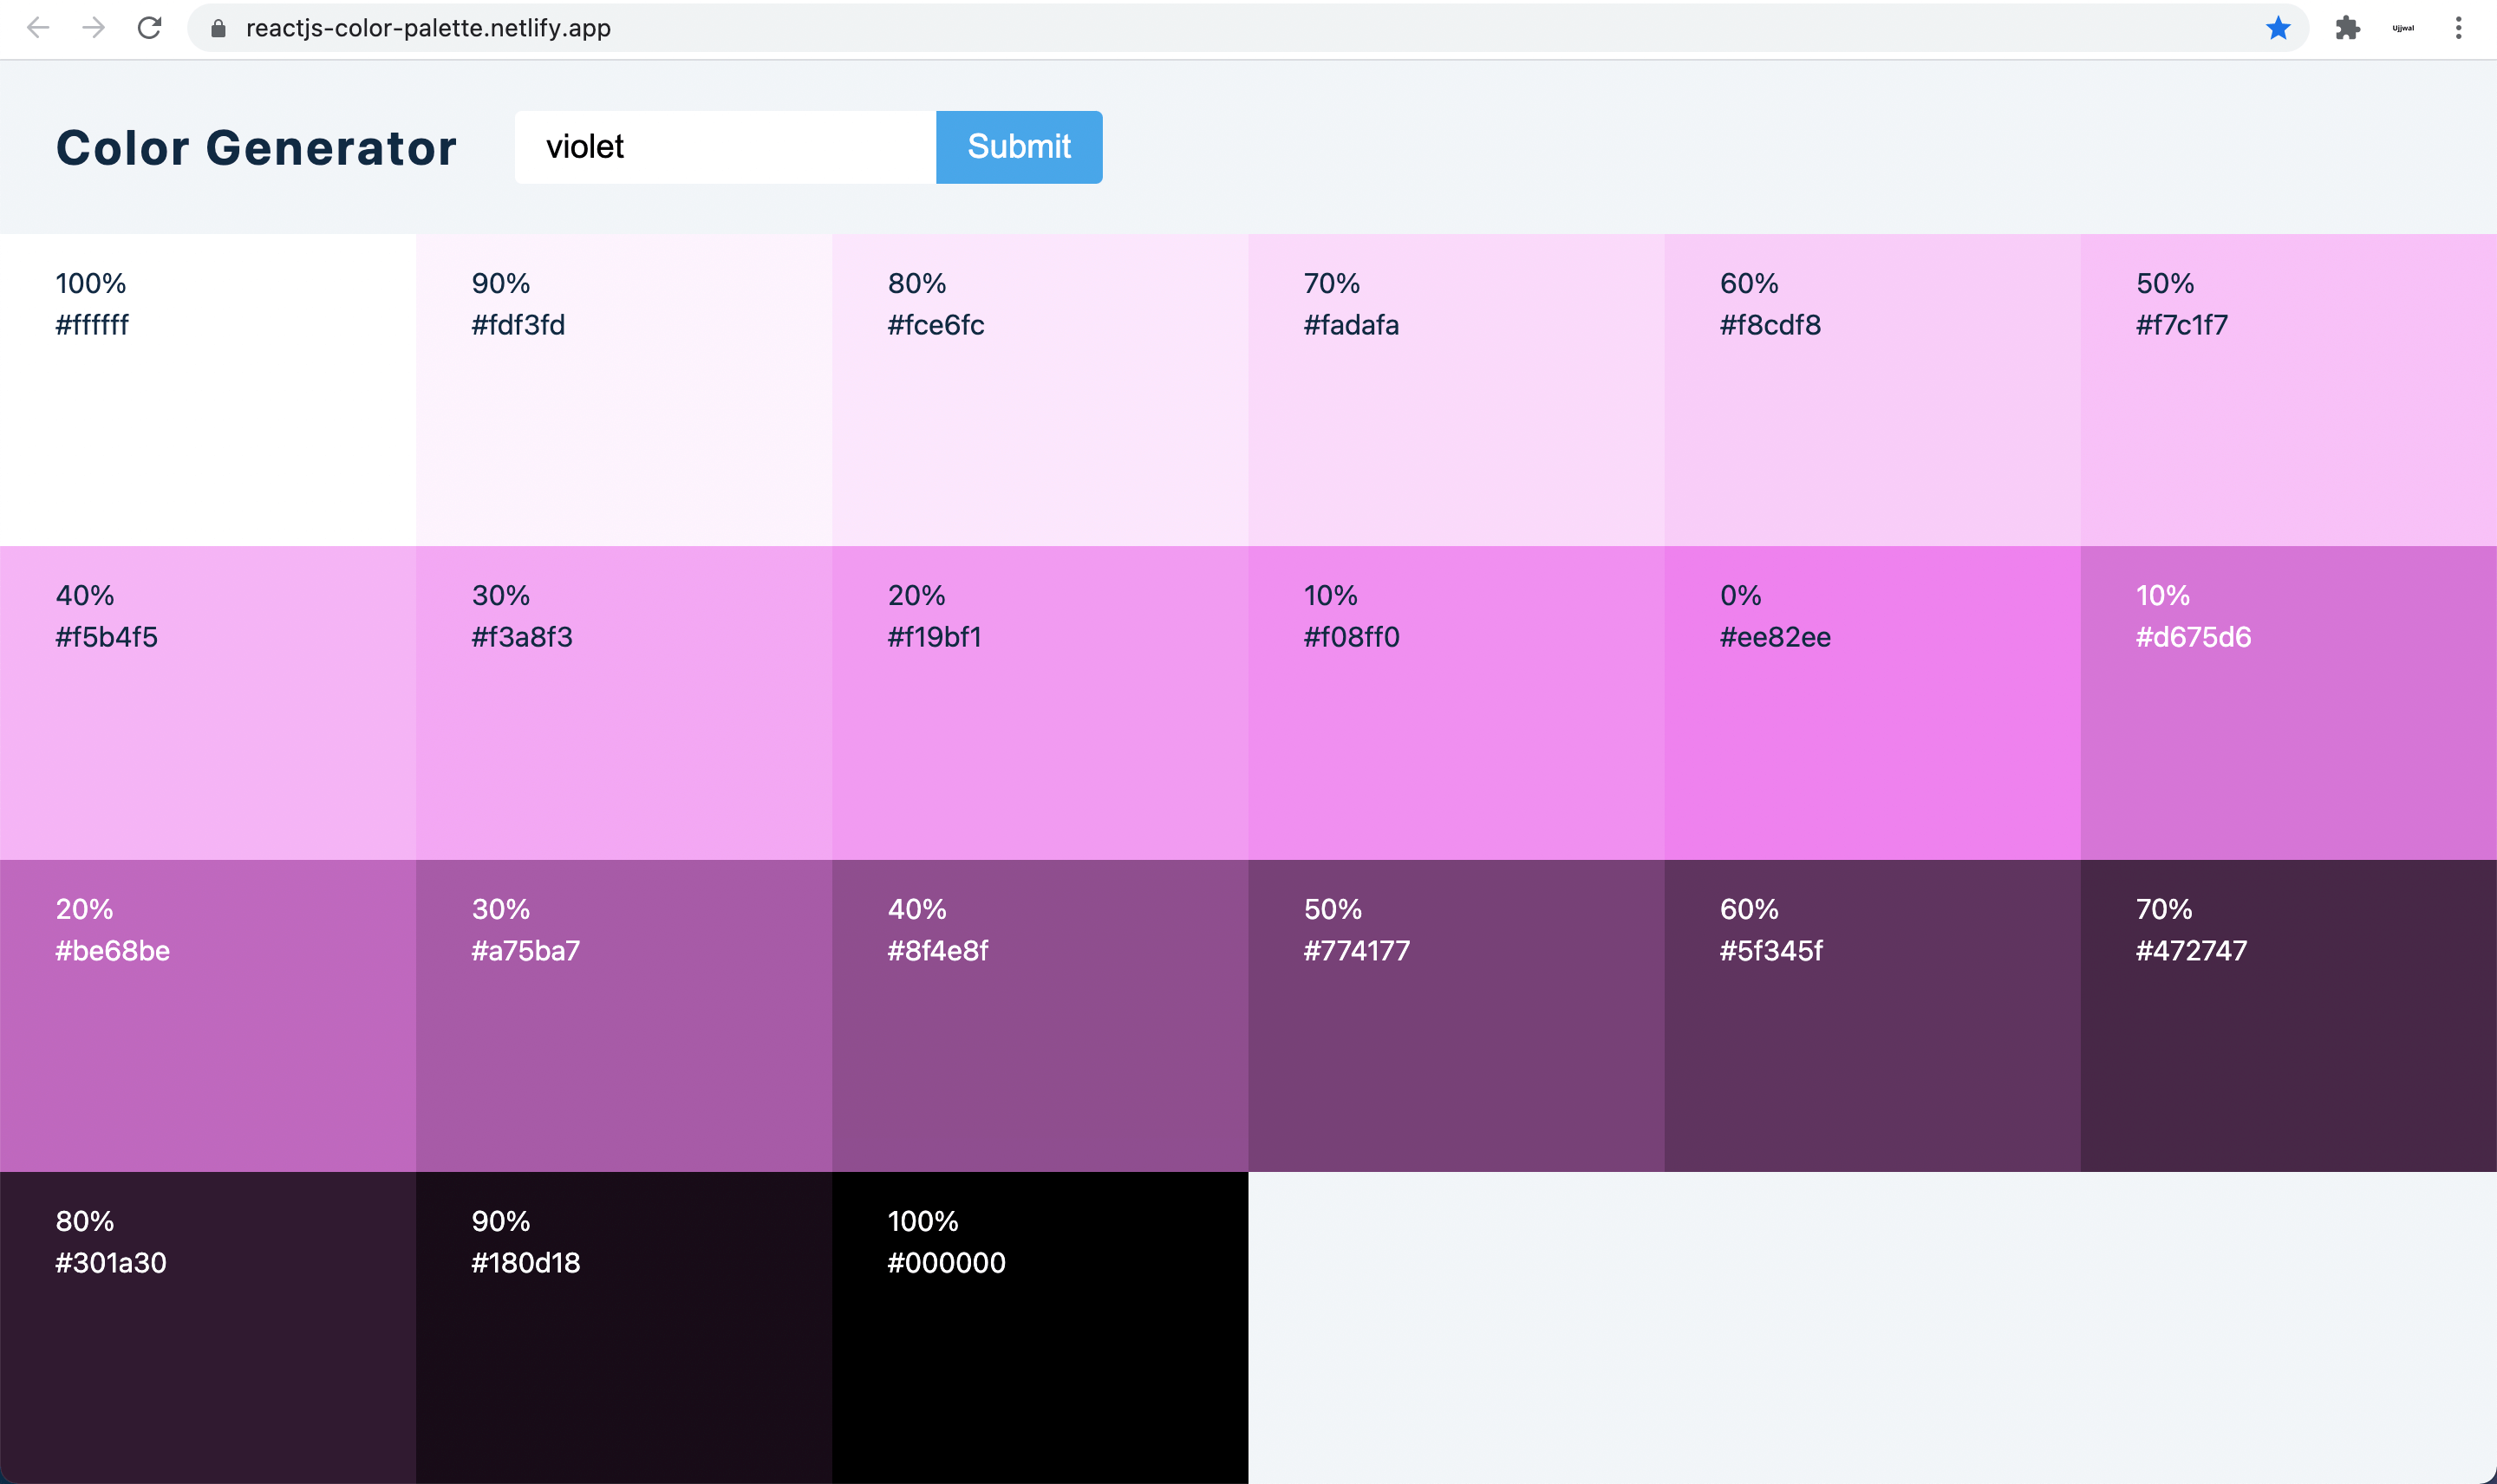 reactjs-color-palette.netlify.app
Ujjwal
Color Generator
violet
Submit
100%
#ffffff
90%
#fdf3fd
80%
#fce6fc
70%
#fadafa
60%
#f8cdf8
50%
#f7c1f7
40%
#f5b4f5
30%
#f3a8f3
20%
#f19bf1
10%
#f08ff0
0%
#ee82ee
10%
#d675d6
20%
#be68be
30%
#a75ba7
40%
#8f4e8f
50%
#774177
60%
#5f345f
70%
#472747
80%
#301a30
90%
#180d18
100%
#000000